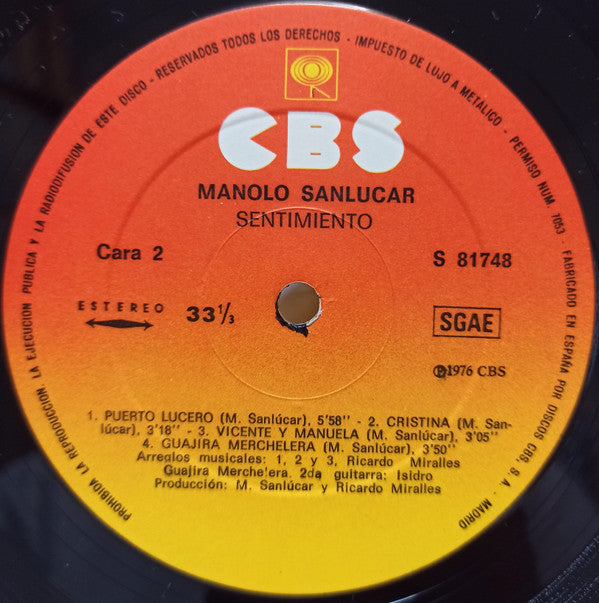 PROHIBIDA LA REPRODUCCION LA EJECUCION PUBLICA Y LA RADIODIFUSION DE ESTE DISCO - RESERVADOS TODOS LOS DERECHOS - IMPUESTO DE LUJO A METALICO - PERMISO NUM. 7053 - FABRICADO EN ESPAÑA POR DISCOS CBS, S. A. - MADRID
CBS
MANOLO SANLUCAR
SENTIMIENTO
Cara 2
S 81748
ESTEREO
33 1/3
SGAE
℗1976 CBS
1. PUERTO LUCERO (M. Sanlúcar), 5'58" - 2. CRISTINA (M. San-
lúcar), 3'18" - 3. VICENTE Y MANUELA (M. Sanlúcar), 3'05"
4. GUAJIRA MERCHELERA (M. Sanlúcar), 3'50"
Arreglos musicales: 1, 2 y 3, Ricardo Miralles
Guajira Merche'era. 2da guitarra: Isidro
Producción: M. Sanlúcar y Ricardo Miralles